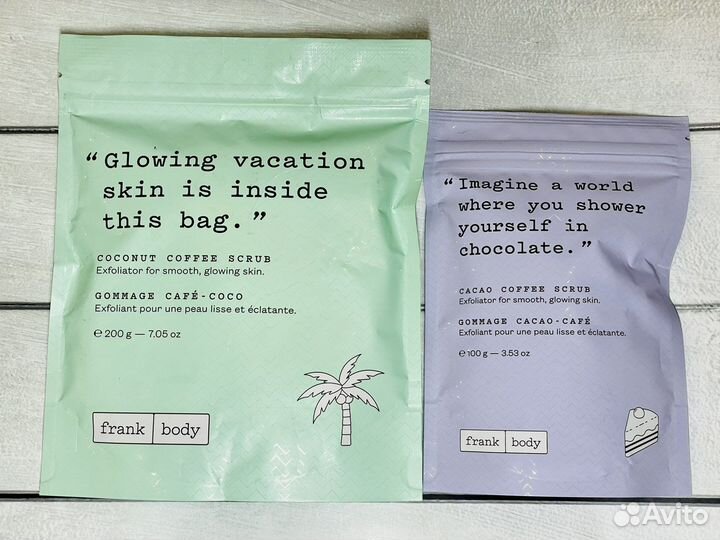 “Glowing vacation
skin is inside
this bag.”
COCONUT COFFEE SCRUB
Exfoliator for smooth, glowing skin.
GOMMAGE CAFÉ-COCO
Exfoliant pour une peau lisse et éclatante.
℮ 200 g — 7.05 oz
frank body
“Imagine a world
where you shower
yourself in
chocolate.”
CACAO COFFEE SCRUB
Exfoliator for smooth, glowing skin.
GOMMAGE CACAO-CAFÉ
Exfoliant pour une peau lisse et éclatante.
℮ 100 g — 3.53 oz
frank body
Avito